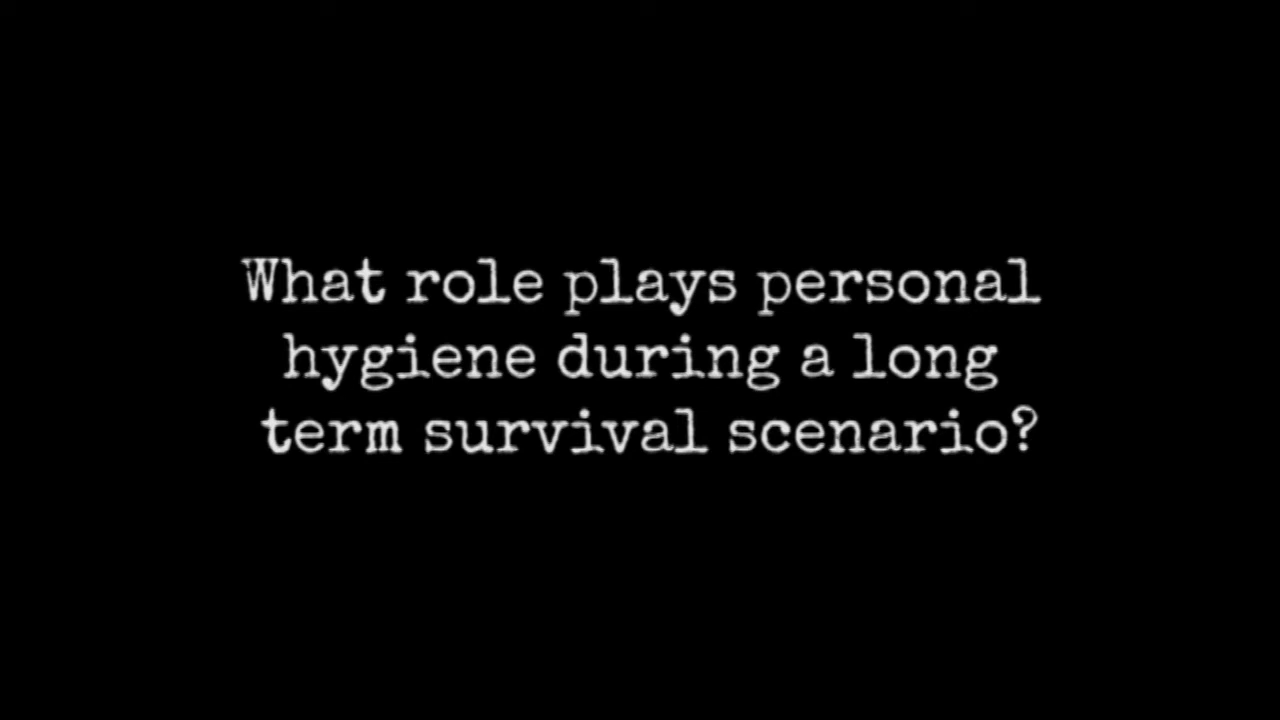 What role plays personal
hygiene during a long
term survival scenario?